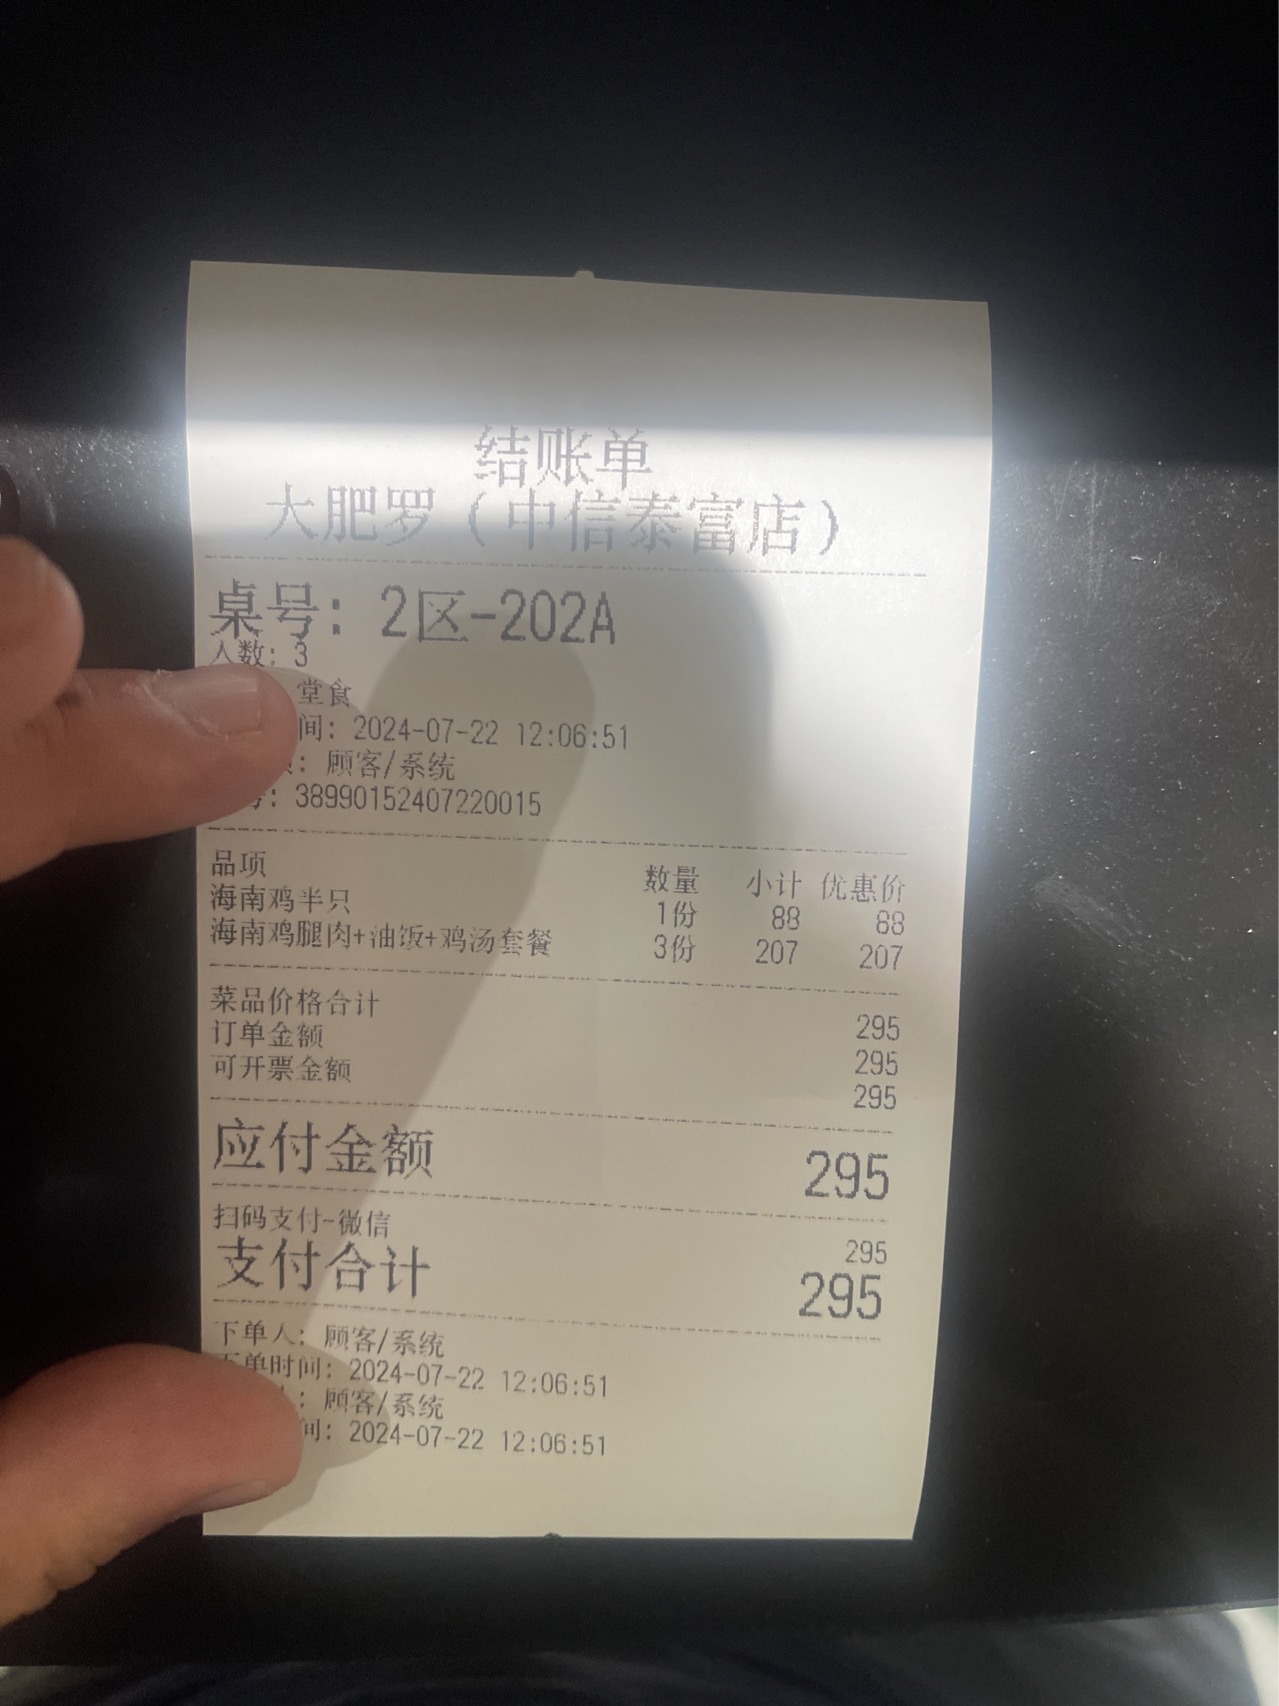 结账单
大肥罗（中信泰富店）
桌号：2区-202A
人数：3
堂食
间：2024-07-22 12:06:51
：顾客/系统
号：38990152407220015
品项 数量 小计 优惠价
海南鸡半只 1份 88 88
海南鸡腿肉+油饭+鸡汤套餐 3份 207 207
菜品价格合计 295
订单金额 295
可开票金额 295
应付金额 295
扫码支付-微信 295
支付合计 295
下单人：顾客/系统
下单时间：2024-07-22 12:06:51
：顾客/系统
间：2024-07-22 12:06:51